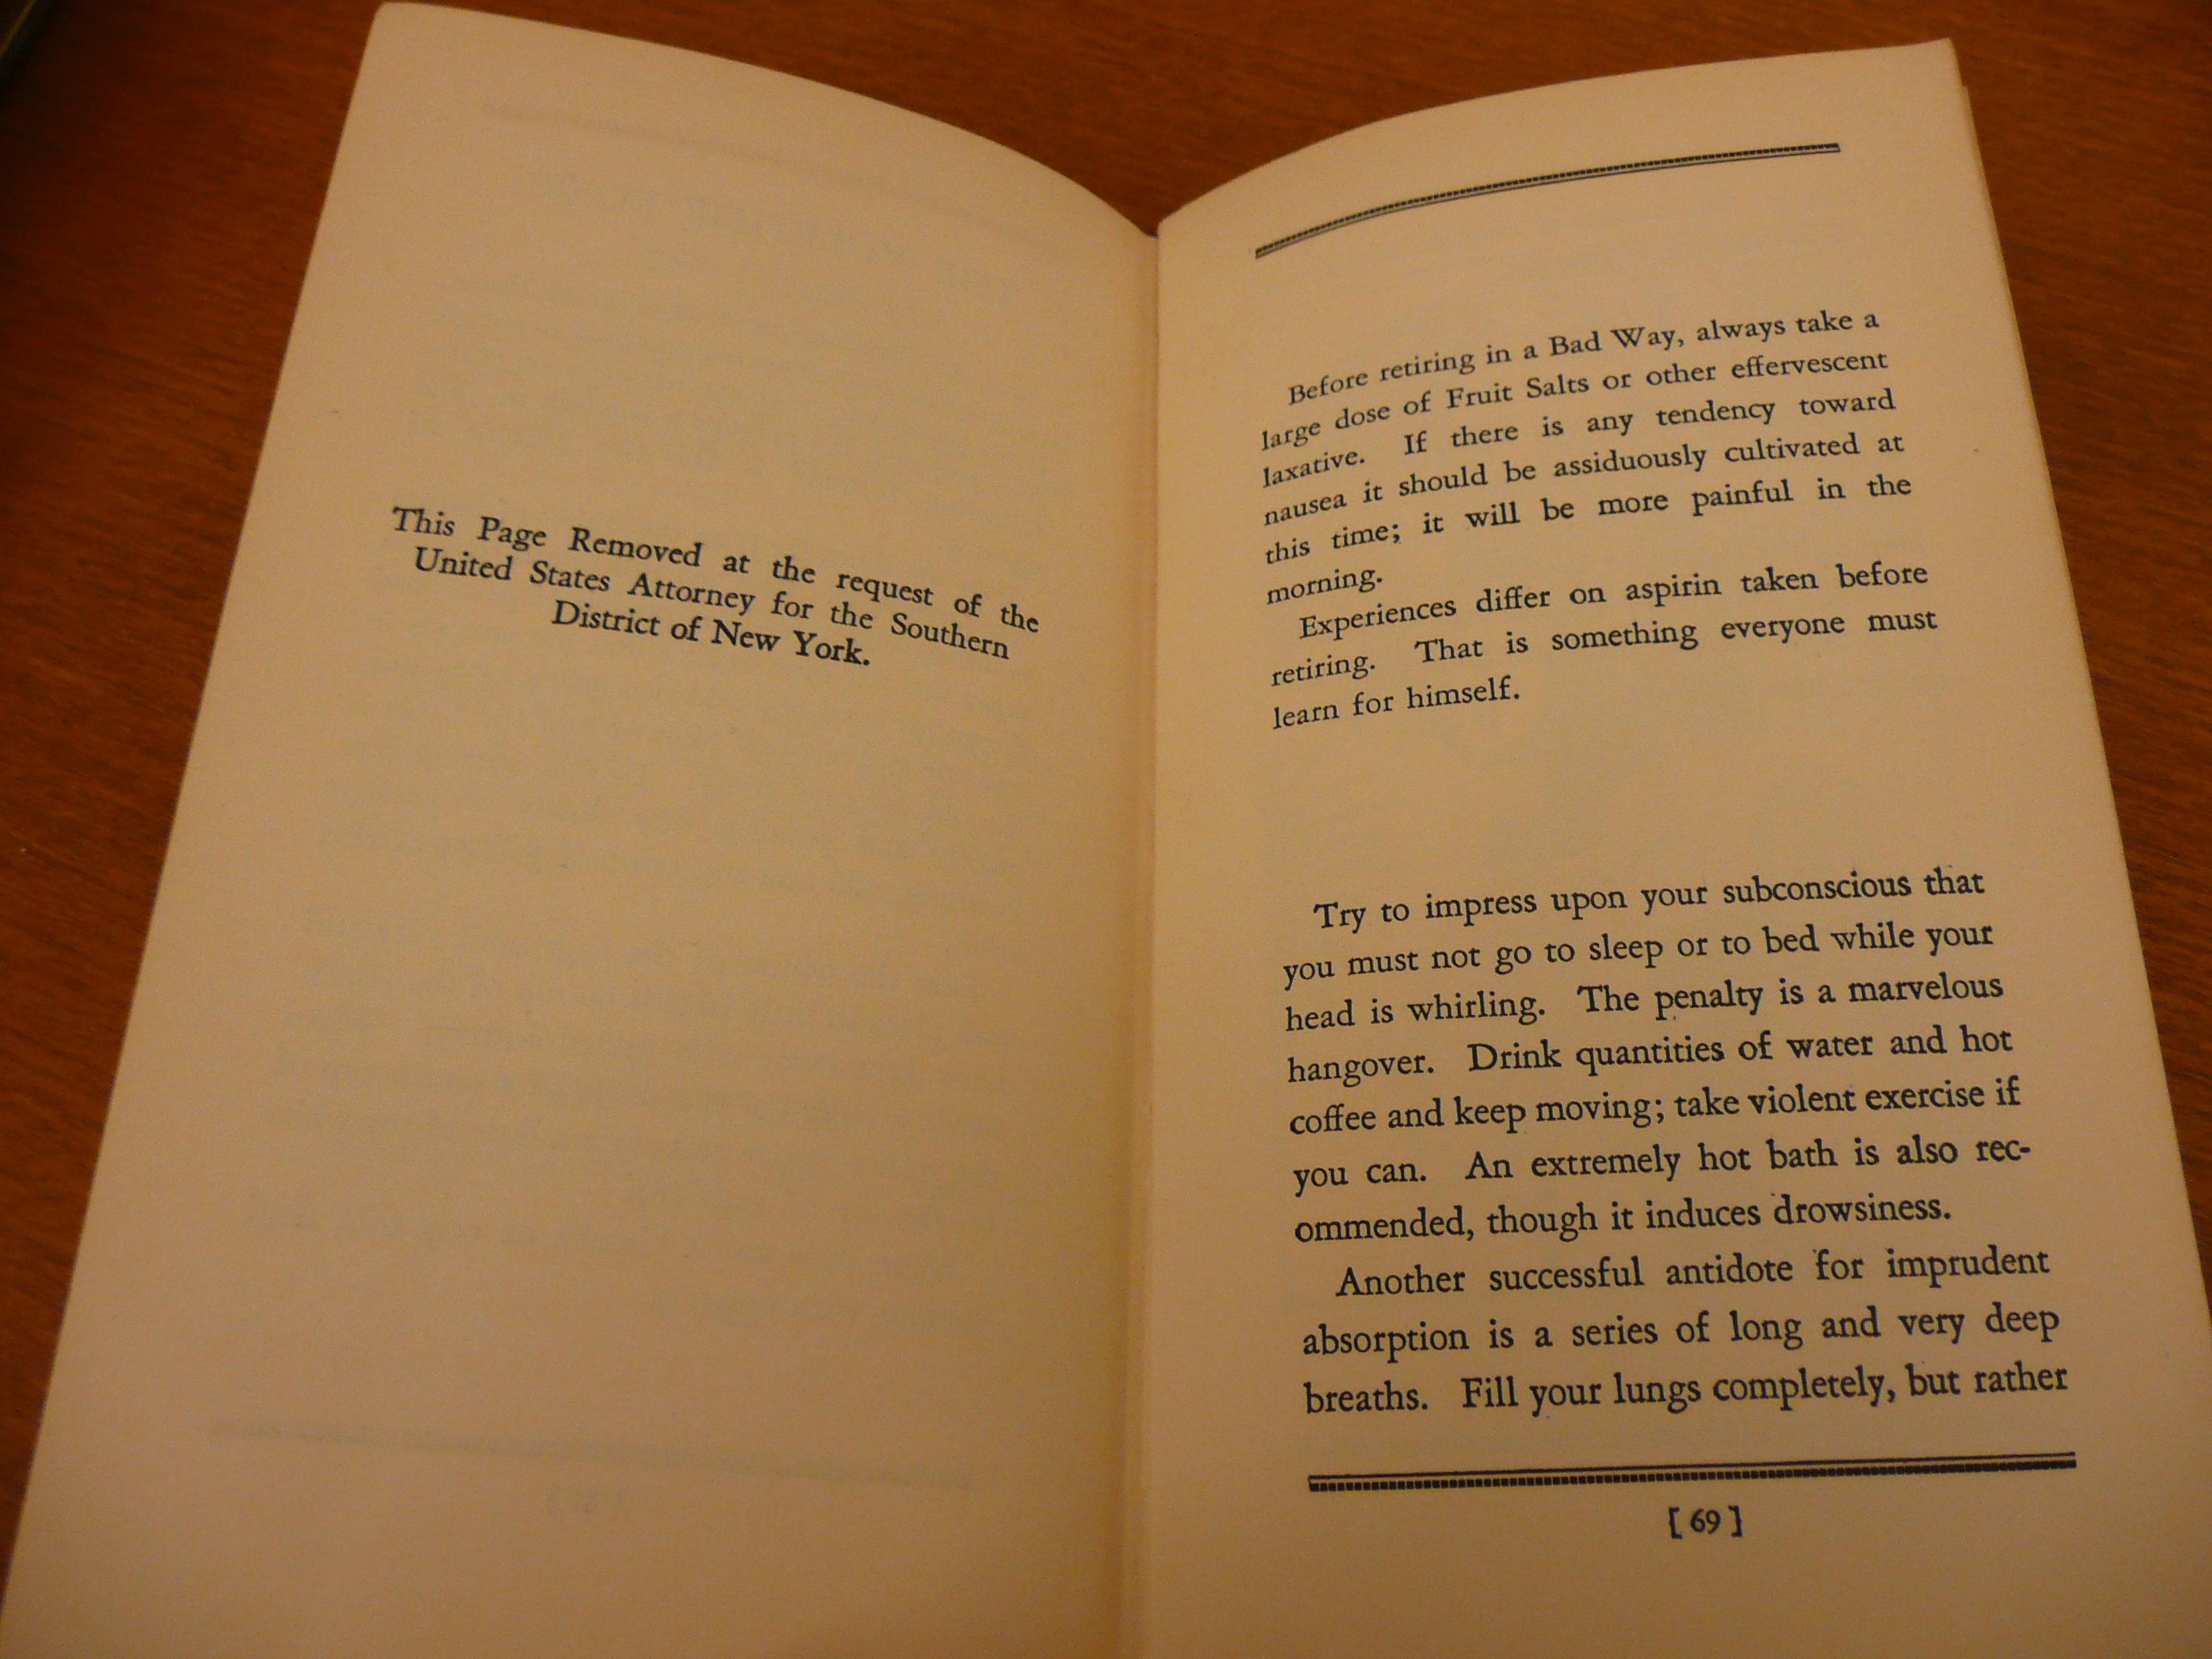 This Page Removed at the request of the
United States Attorney for the Southern
District of New York.
Before retiring in a Bad Way, always take a
large dose of Fruit Salts or other effervescent
laxative. If there is any tendency toward
nausea it should be assiduously cultivated at
this time; it will be more painful in the
morning.
Experiences differ on aspirin taken before
retiring. That is something everyone must
learn for himself.
Try to impress upon your subconscious that
you must not go to sleep or to bed while your
head is whirling. The penalty is a marvelous
hangover. Drink quantities of water and hot
coffee and keep moving; take violent exercise if
you can. An extremely hot bath is also rec-
ommended, though it induces drowsiness.
Another successful antidote for imprudent
absorption is a series of long and very deep
breaths. Fill your lungs completely, but rather
[ 69 ]